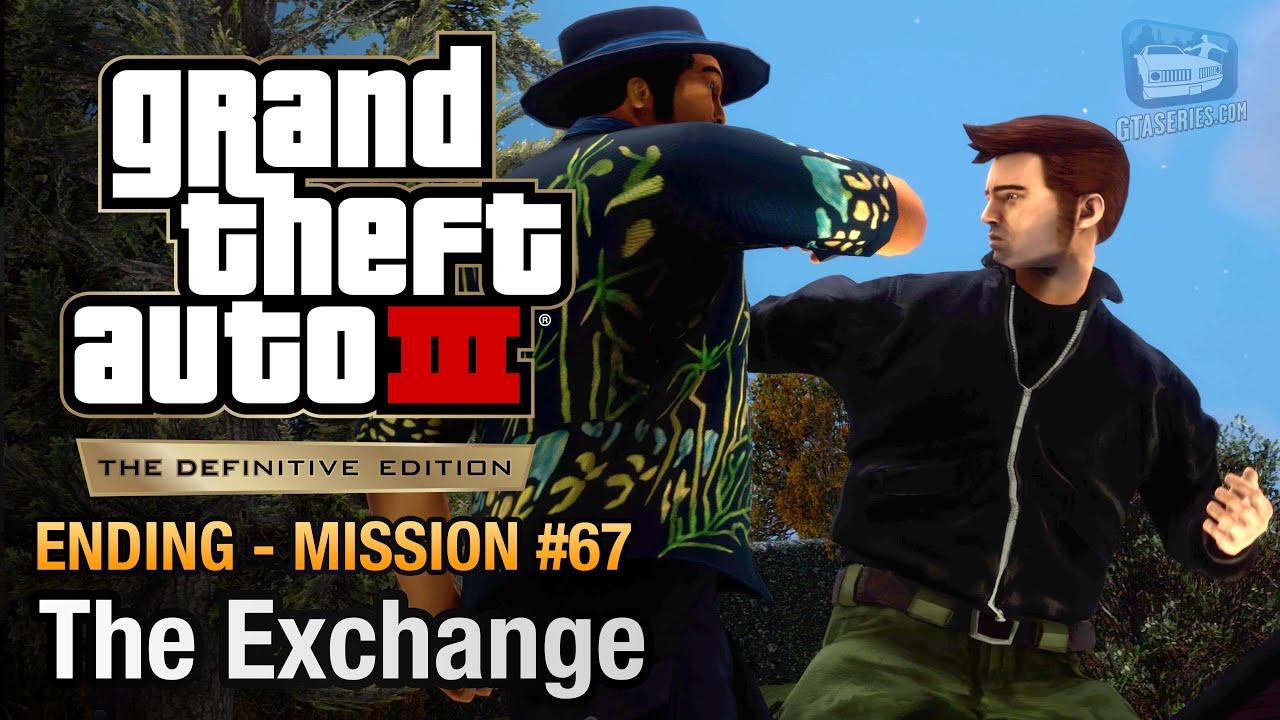 grand
theft
auto III®
THE DEFINITIVE EDITION
ENDING - MISSION #67
The Exchange
GTASERIES.COM